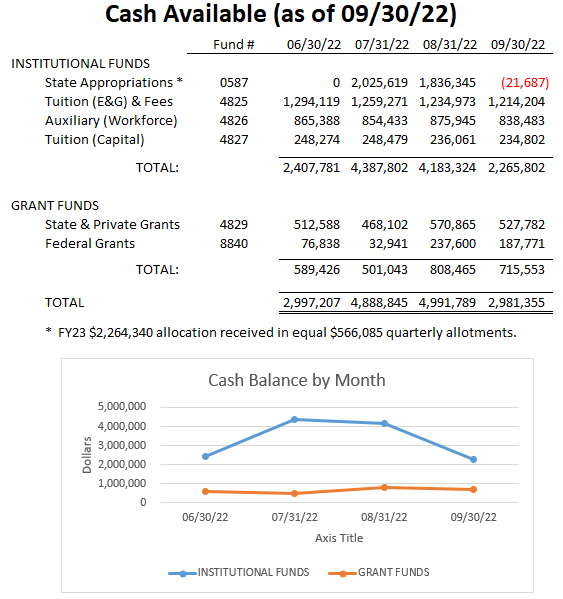 Cash Available (as of 09/30/22)
Fund # 06/30/22 07/31/22 08/31/22 09/30/22
INSTITUTIONAL FUNDS
State Appropriations * 0587 0 2,025,619 1,836,345 (21,687)
Tuition (E&G) & Fees 4825 1,294,119 1,259,271 1,234,973 1,214,204
Auxiliary (Workforce) 4826 865,388 854,433 875,945 838,483
Tuition (Capital) 4827 248,274 248,479 236,061 234,802
TOTAL: 2,407,781 4,387,802 4,183,324 2,265,802
GRANT FUNDS
State & Private Grants 4829 512,588 468,102 570,865 527,782
Federal Grants 8840 76,838 32,941 237,600 187,771
TOTAL: 589,426 501,043 808,465 715,553
TOTAL 2,997,207 4,888,845 4,991,789 2,981,355
* FY23 $2,264,340 allocation received in equal $566,085 quarterly allotments.
Cash Balance by Month
Dollars
5,000,000
4,000,000
3,000,000
2,000,000
1,000,000
0
06/30/22 07/31/22 08/31/22 09/30/22
Axis Title
INSTITUTIONAL FUNDS GRANT FUNDS